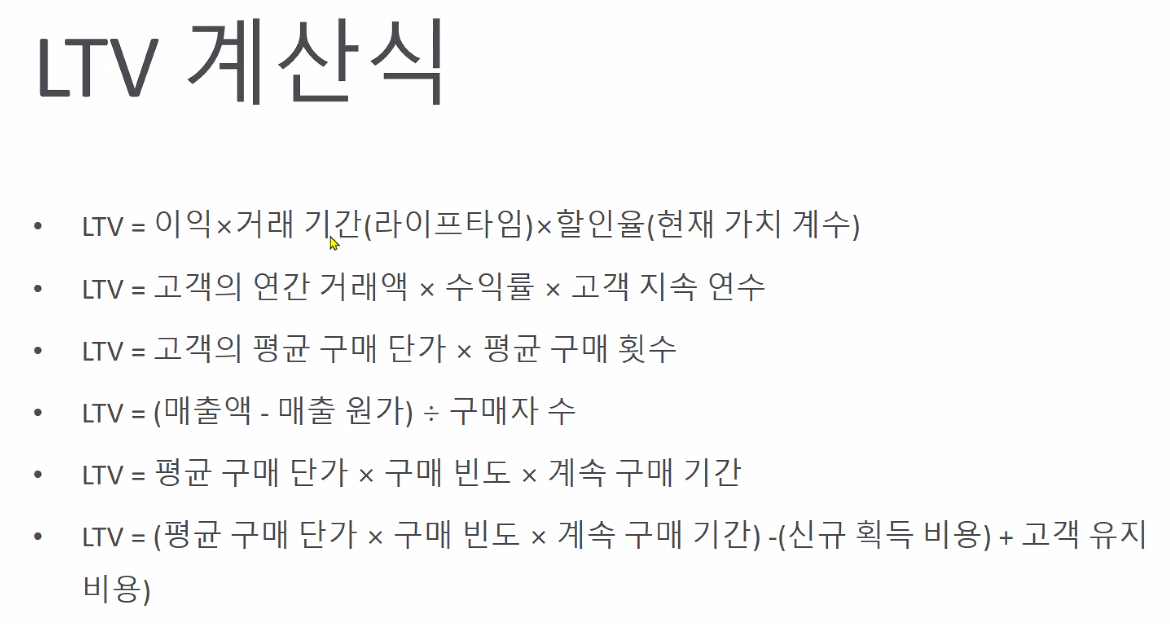 LTV 계산식
• LTV = 이익×거래 기간(라이프타임)×할인율(현재 가치 계수)
• LTV = 고객의 연간 거래액 × 수익률 × 고객 지속 연수
• LTV = 고객의 평균 구매 단가 × 평균 구매 횟수
• LTV = (매출액 - 매출 원가) ÷ 구매자 수
• LTV = 평균 구매 단가 × 구매 빈도 × 계속 구매 기간
• LTV = (평균 구매 단가 × 구매 빈도 × 계속 구매 기간) -(신규 획득 비용) + 고객 유지
비용)